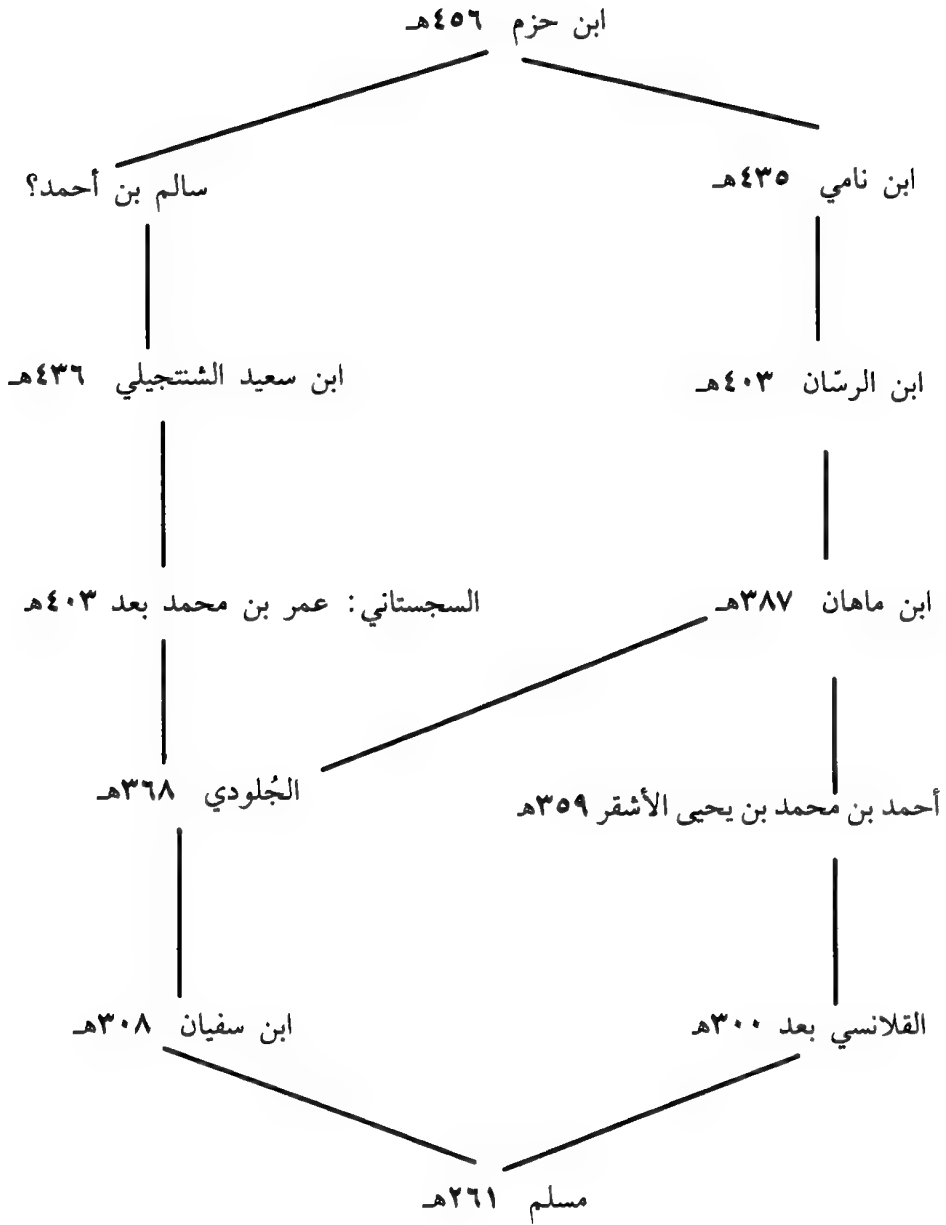 ابن حزم ٤٥٦هـ
ابن نامي ٤٣٥هـ
سالم بن أحمد؟
ابن الرسّان ٤٠٣هـ
ابن سعيد الشنتجيلي ٤٣٦هـ
ابن ماهان ٣٨٧هـ
السجستاني: عمر بن محمد بعد ٤٠٣هـ
أحمد بن محمد بن يحيى الأشقر ٣٥٩هـ
الجُلودي ٣٦٨هـ
القلانسي بعد ٣٠٠هـ
ابن سفيان ٣٠٨هـ
مسلم ٢٦١هـ